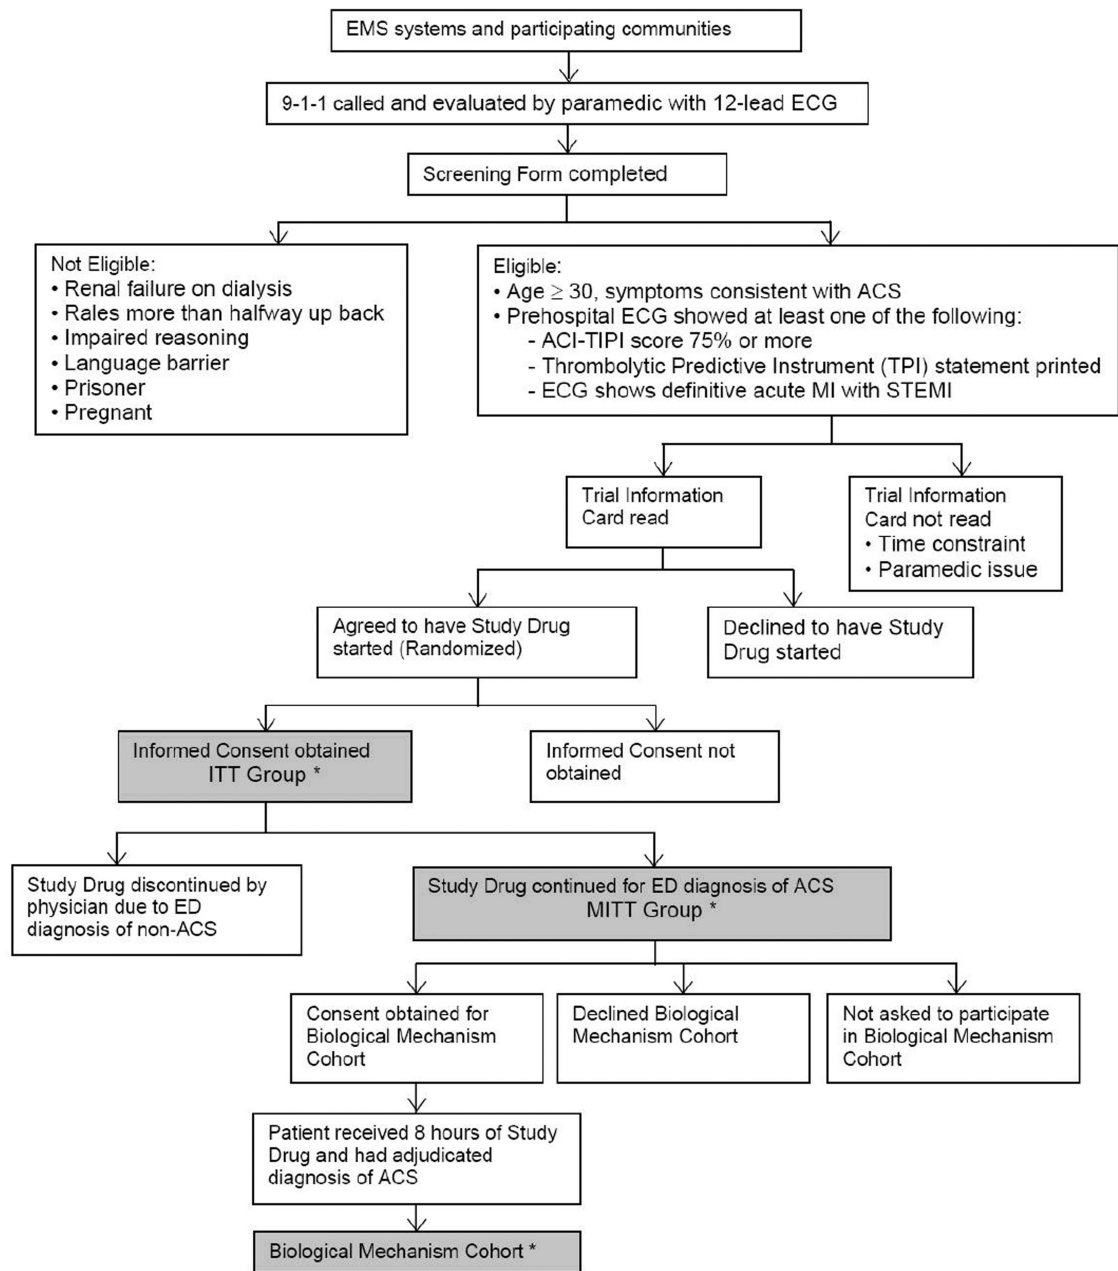 EMS systems and participating communities
9-1-1 called and evaluated by paramedic with 12-lead ECG
Screening Form completed
Not Eligible:
• Renal failure on dialysis
• Rales more than halfway up back
• Impaired reasoning
• Language barrier
• Prisoner
• Pregnant
Eligible:
• Age ≥ 30, symptoms consistent with ACS
• Prehospital ECG showed at least one of the following:
- ACI-TIPI score 75% or more
- Thrombolytic Predictive Instrument (TPI) statement printed
- ECG shows definitive acute MI with STEMI
Trial Information
Card read
Trial Information
Card not read
• Time constraint
• Paramedic issue
Agreed to have Study Drug
started (Randomized)
Declined to have Study
Drug started
Informed Consent obtained
ITT Group *
Informed Consent not
obtained
Study Drug discontinued by
physician due to ED
diagnosis of non-ACS
Study Drug continued for ED diagnosis of ACS
MITT Group *
Consent obtained for
Biological Mechanism
Cohort
Declined Biological
Mechanism Cohort
Not asked to participate
in Biological Mechanism
Cohort
Patient received 8 hours of Study
Drug and had adjudicated
diagnosis of ACS
Biological Mechanism Cohort *